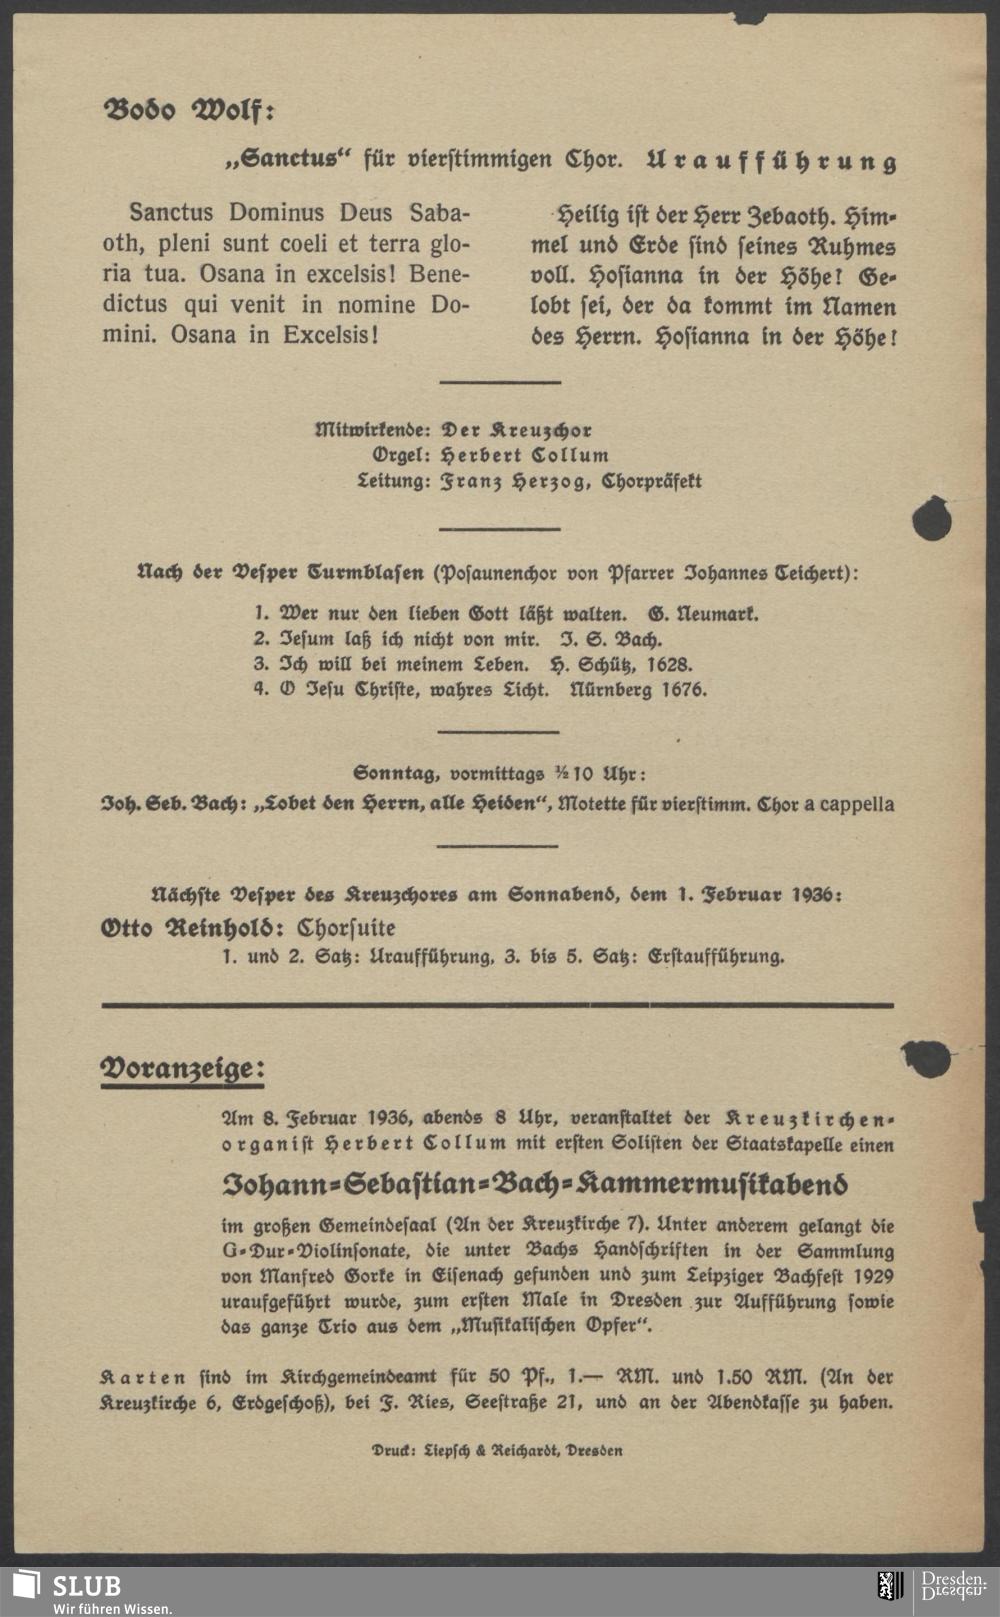 Bodo Wolf:
„Sanctus“ für vierstimmigen Chor. Uraufführung
Sanctus Dominus Deus Saba-
oth, pleni sunt coeli et terra glo-
ria tua. Osana in excelsis! Bene-
dictus qui venit in nomine Do-
mini. Osana in Excelsis!
Heilig ist der Herr Zebaoth. Him-
mel und Erde sind seines Ruhmes
voll. Hosianna in der Höhe! Ge-
lobt sei, der da kommt im Namen
des Herrn. Hosianna in der Höhe!
Mitwirkende: Der Kreuzchor
Orgel: Herbert Collum
Leitung: Franz Herzog, Chorpräfekt
Nach der Vesper Turmblasen (Posaunenchor von Pfarrer Johannes Teichert):
1. Wer nur den lieben Gott läßt walten. G. Neumark.
2. Jesum laß ich nicht von mir. J. S. Bach.
3. Ich will bei meinem Leben. H. Schütz, 1628.
4. O Jesu Christe, wahres Licht. Nürnberg 1676.
Sonntag, vormittags ½10 Uhr:
Joh. Seb. Bach: „Lobet den Herrn, alle Heiden“, Motette für vierstimm. Chor a cappella
Nächste Vesper des Kreuzchores am Sonnabend, dem 1. Februar 1936:
Otto Reinhold: Chorsuite
1. und 2. Satz: Uraufführung, 3. bis 5. Satz: Erstaufführung.
Voranzeige:
Am 8. Februar 1936, abends 8 Uhr, veranstaltet der Kreuzkirchen-
organist Herbert Collum mit ersten Solisten der Staatskapelle einen
Johann-Sebastian-Bach-Kammermusikabend
im großen Gemeindesaal (An der Kreuzkirche 7). Unter anderem gelangt die
G-Dur-Violinsonate, die unter Bachs Handschriften in der Sammlung
von Manfred Gorke in Eisenach gefunden und zum Leipziger Bachfest 1929
uraufgeführt wurde, zum ersten Male in Dresden zur Aufführung sowie
das ganze Trio aus dem „Musikalischen Opfer“.
Karten sind im Kirchgemeindeamt für 50 Pf., 1.— RM. und 1.50 RM. (An der
Kreuzkirche 6, Erdgeschoß), bei F. Ries, Seestraße 21, und an der Abendkasse zu haben.
Druck: Liepsch & Reichardt, Dresden
SLUB
Wir führen Wissen.
Dresden.
Dresden.